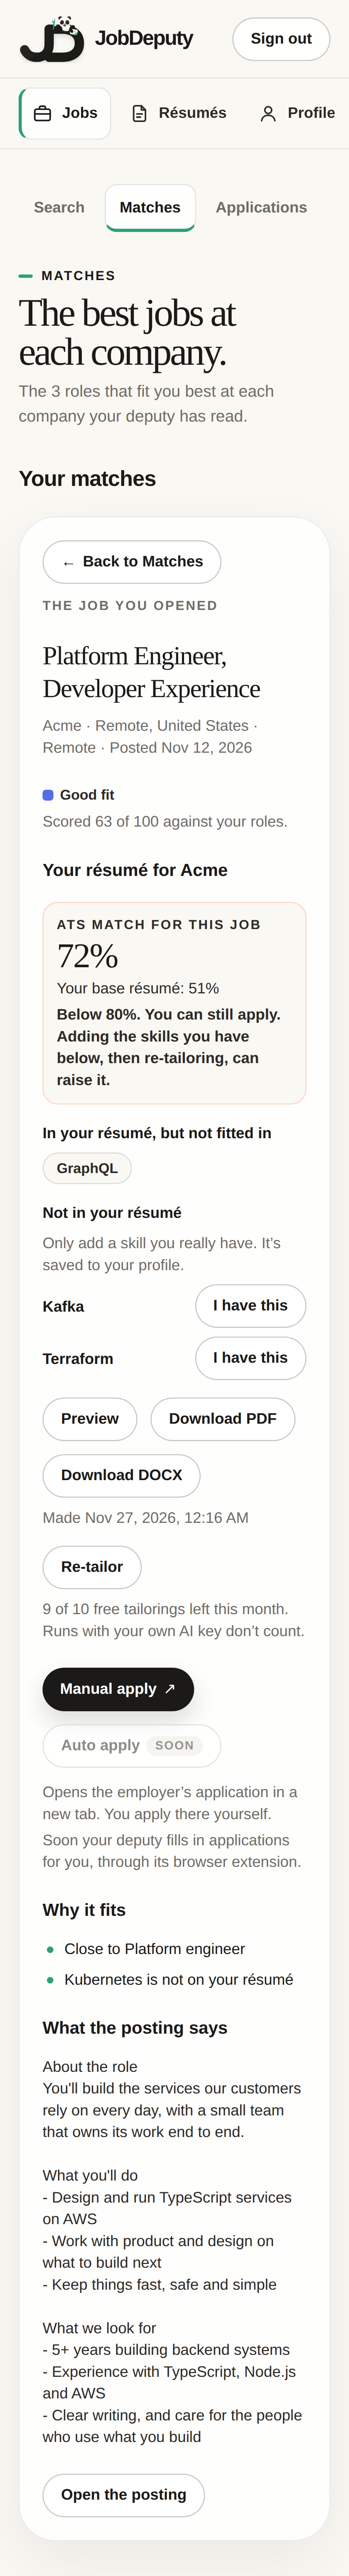 JD JobDeputy
Sign out
Jobs
Résumés
Profile
Search
Matches
Applications
MATCHES
The best jobs at
each company.
The 3 roles that fit you best at each
company your deputy has read.
Your matches
← Back to Matches
THE JOB YOU OPENED
Platform Engineer,
Developer Experience
Acme · Remote, United States ·
Remote · Posted Nov 12, 2026
Good fit
Scored 63 of 100 against your roles.
Your résumé for Acme
ATS MATCH FOR THIS JOB
72%
Your base résumé: 51%
Below 80%. You can still apply.
Adding the skills you have
below, then re-tailoring, can
raise it.
In your résumé, but not fitted in
GraphQL
Not in your résumé
Only add a skill you really have. It’s
saved to your profile.
Kafka
I have this
Terraform
I have this
Preview
Download PDF
Download DOCX
Made Nov 27, 2026, 12:16 AM
Re-tailor
9 of 10 free tailorings left this month.
Runs with your own AI key don’t count.
Manual apply ↗
Auto apply SOON
Opens the employer’s application in a
new tab. You apply there yourself.
Soon your deputy fills in applications
for you, through its browser extension.
Why it fits
Close to Platform engineer
Kubernetes is not on your résumé
What the posting says
About the role
You'll build the services our customers
rely on every day, with a small team
that owns its work end to end.
What you'll do
- Design and run TypeScript services
on AWS
- Work with product and design on
what to build next
- Keep things fast, safe and simple
What we look for
- 5+ years building backend systems
- Experience with TypeScript, Node.js
and AWS
- Clear writing, and care for the people
who use what you build
Open the posting